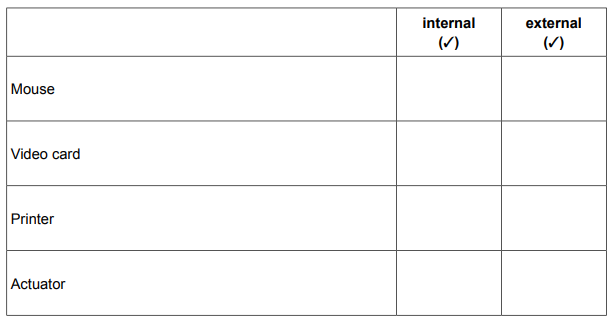 internal external
(✓) (✓)
Mouse
Video card
Printer
Actuator